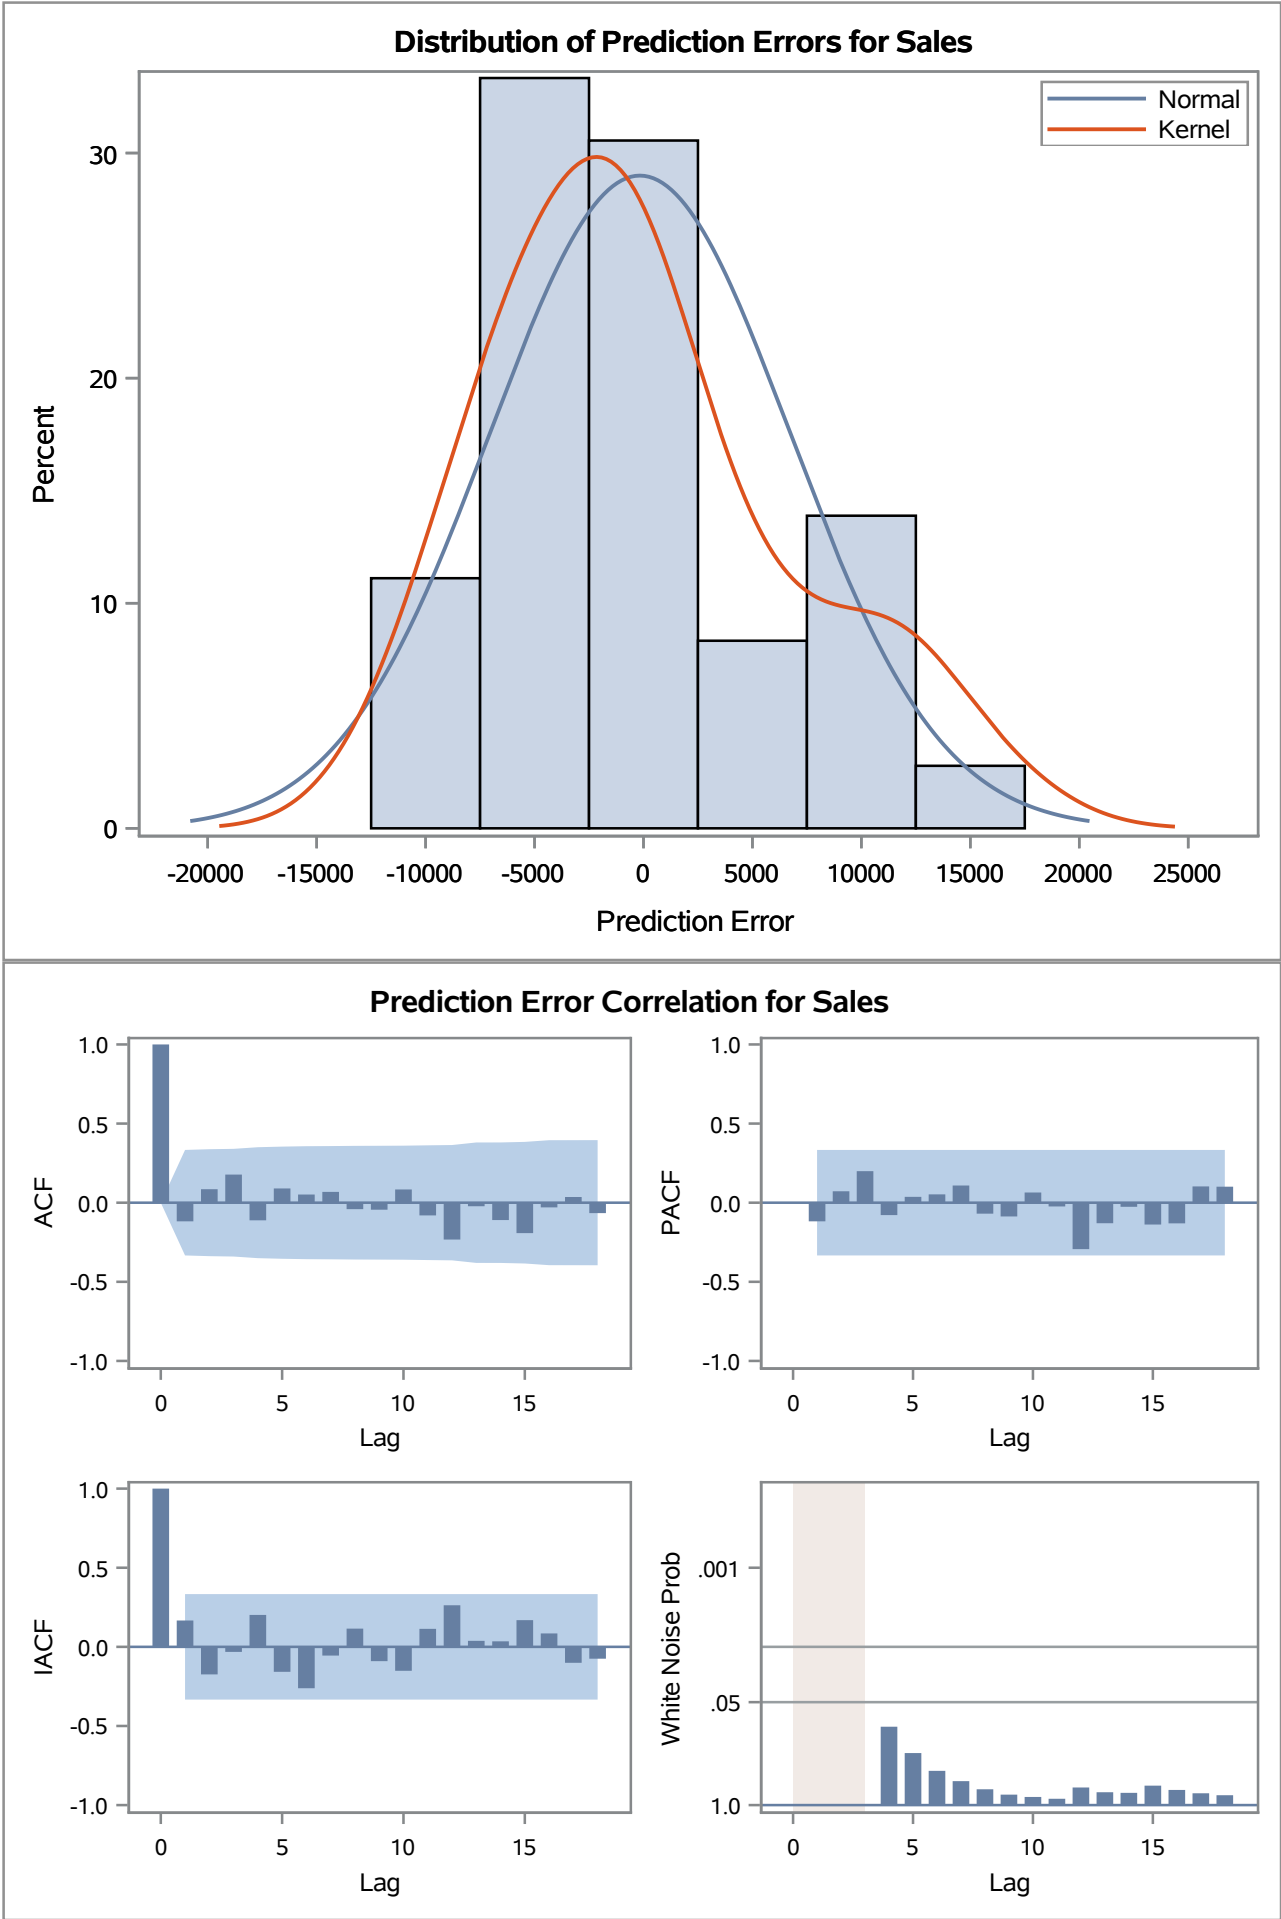 Distribution of Prediction Errors for Sales
Normal
Kernel
30
20
10
0
Percent
-20000 -15000 -10000 -5000 0 5000 10000 15000 20000 25000
Prediction Error
Prediction Error Correlation for Sales
1.0
0.5
0.0
-0.5
-1.0
ACF
0 5 10 15
Lag
1.0
0.5
0.0
-0.5
-1.0
PACF
0 5 10 15
Lag
1.0
0.5
0.0
-0.5
-1.0
IACF
0 5 10 15
Lag
.001
.05
1.0
White Noise Prob
0 5 10 15
Lag